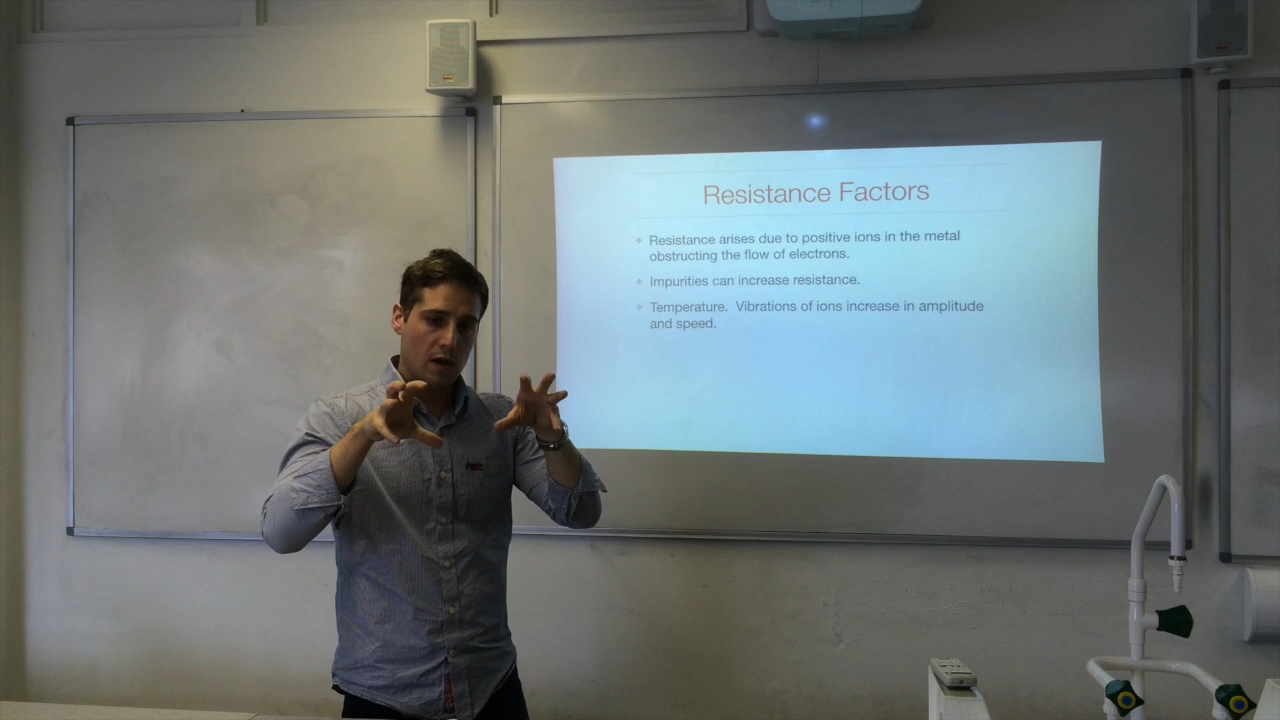 Resistance Factors
Resistance arises due to positive ions in the metal
obstructing the flow of electrons.
Impurities can increase resistance.
Temperature.  Vibrations of ions increase in amplitude
and speed.